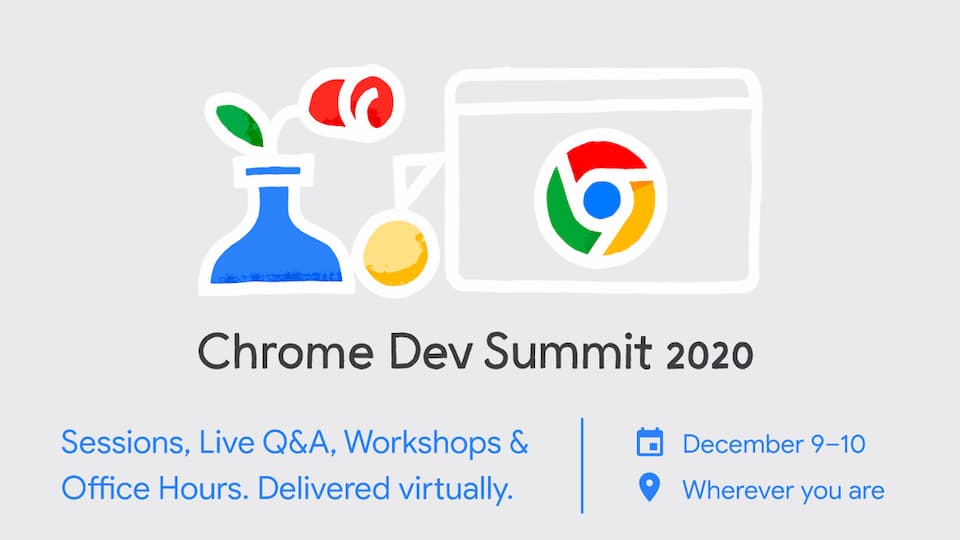 Chrome Dev Summit 2020
Sessions, Live Q&A, Workshops &
Office Hours. Delivered virtually.
December 9–10
Wherever you are